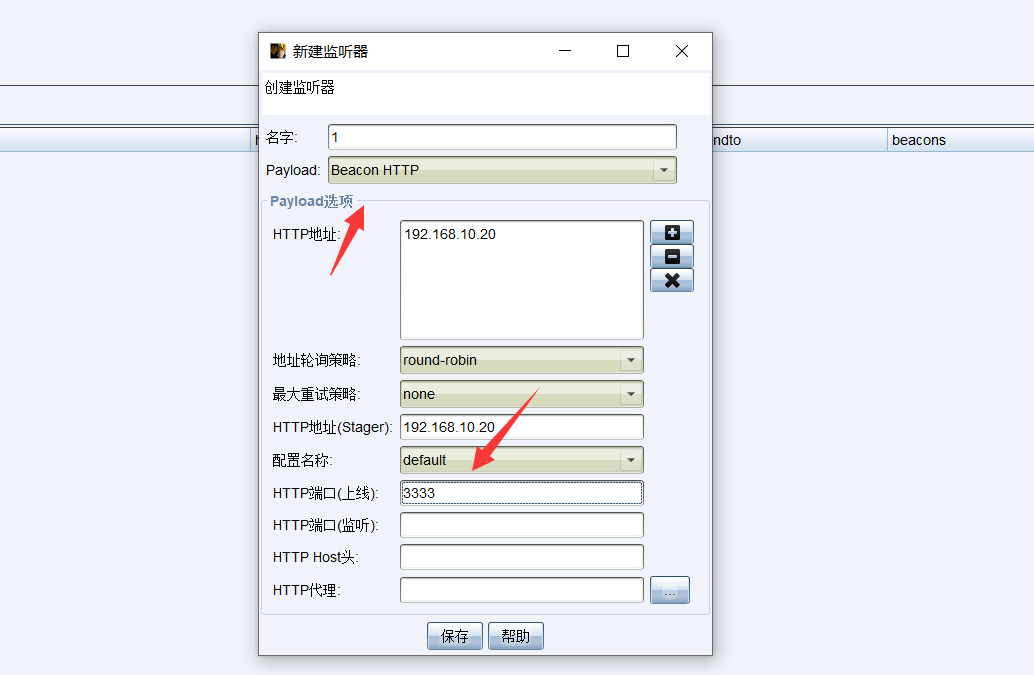 新建监听器
创建监听器
ndto beacons
名字: 1
Payload: Beacon HTTP
Payload选项
HTTP地址: 192.168.10.20
地址轮询策略: round-robin
最大重试策略: none
HTTP地址(Stager): 192.168.10.20
配置名称: default
HTTP端口(上线): 3333
HTTP端口(监听):
HTTP Host头:
HTTP代理: ...
保存 帮助